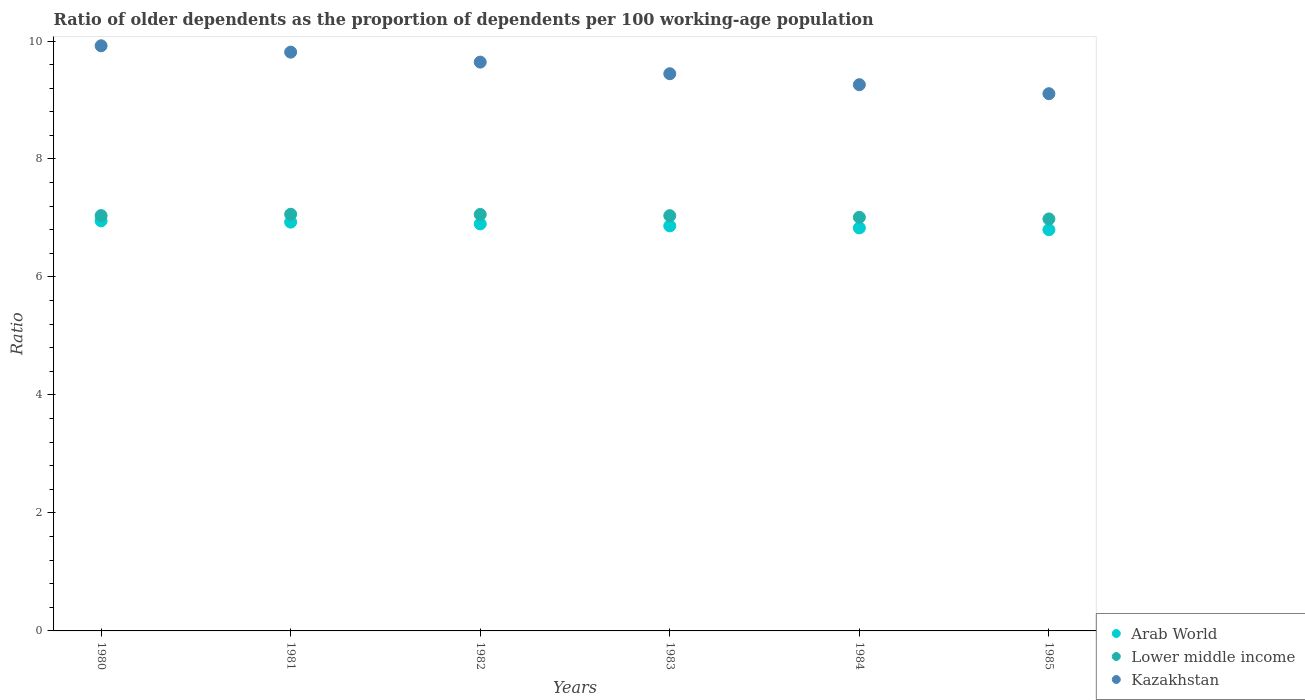 Ratio of older dependents as the proportion of dependents per 100 working-age population
Ratio
10
8
6
4
2
0
1980
1981
1982
1983
1984
1985
Years
Arab World
Lower middle income
Kazakhstan